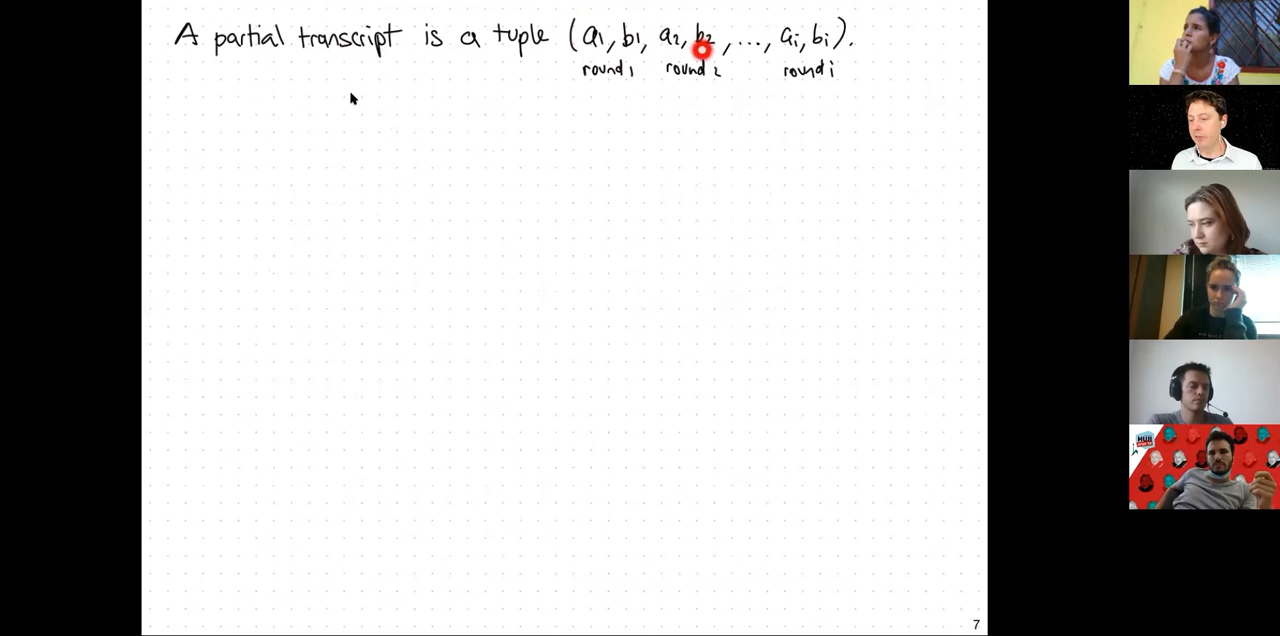 A partial transcript is a tuple (a1, b1, a2, b2, ..., ai, bi).
round 1 round 2 round i
7